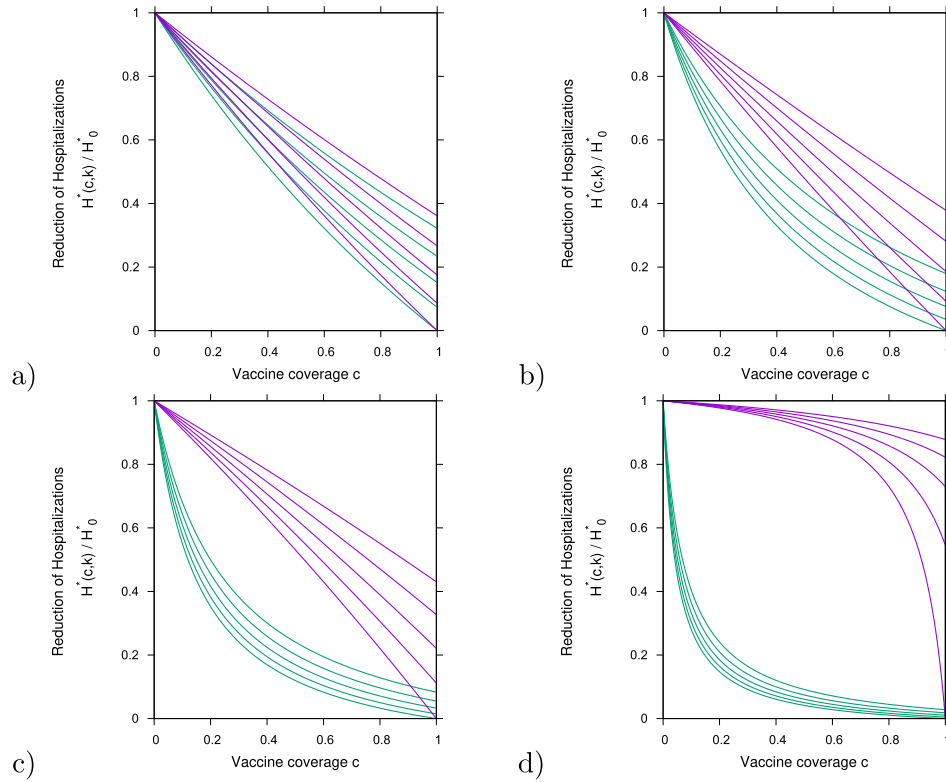 1
0.8
0.6
0.4
0.2
0
0 0.2 0.4 0.6 0.8 1
Reduction of Hospitalizations
H*(c,k) / H*0
Vaccine coverage c
a)
1
0.8
0.6
0.4
0.2
0
0 0.2 0.4 0.6 0.8 1
Reduction of Hospitalizations
H*(c,k) / H*0
Vaccine coverage c
b)
1
0.8
0.6
0.4
0.2
0
0 0.2 0.4 0.6 0.8 1
Reduction of Hospitalizations
H*(c,k) / H*0
Vaccine coverage c
c)
1
0.8
0.6
0.4
0.2
0
0 0.2 0.4 0.6 0.8 1
Reduction of Hospitalizations
H*(c,k) / H*0
Vaccine coverage c
d)